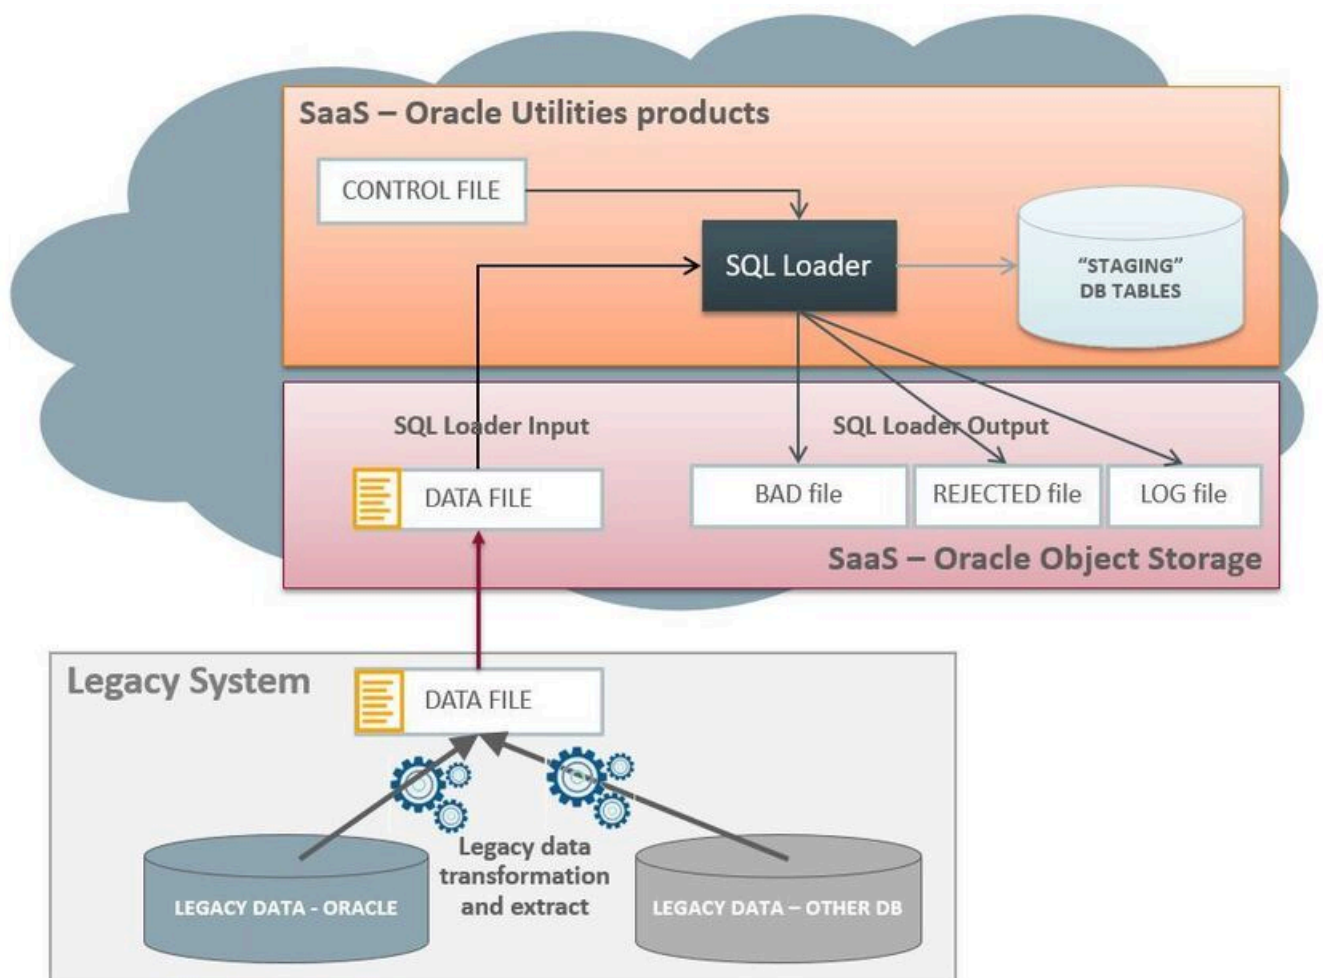 SaaS – Oracle Utilities products
CONTROL FILE
SQL Loader
“STAGING”
DB TABLES
SQL Loader Input
SQL Loader Output
DATA FILE
BAD file
REJECTED file
LOG file
SaaS – Oracle Object Storage
Legacy System
DATA FILE
Legacy data
transformation
and extract
LEGACY DATA - ORACLE
LEGACY DATA – OTHER DB